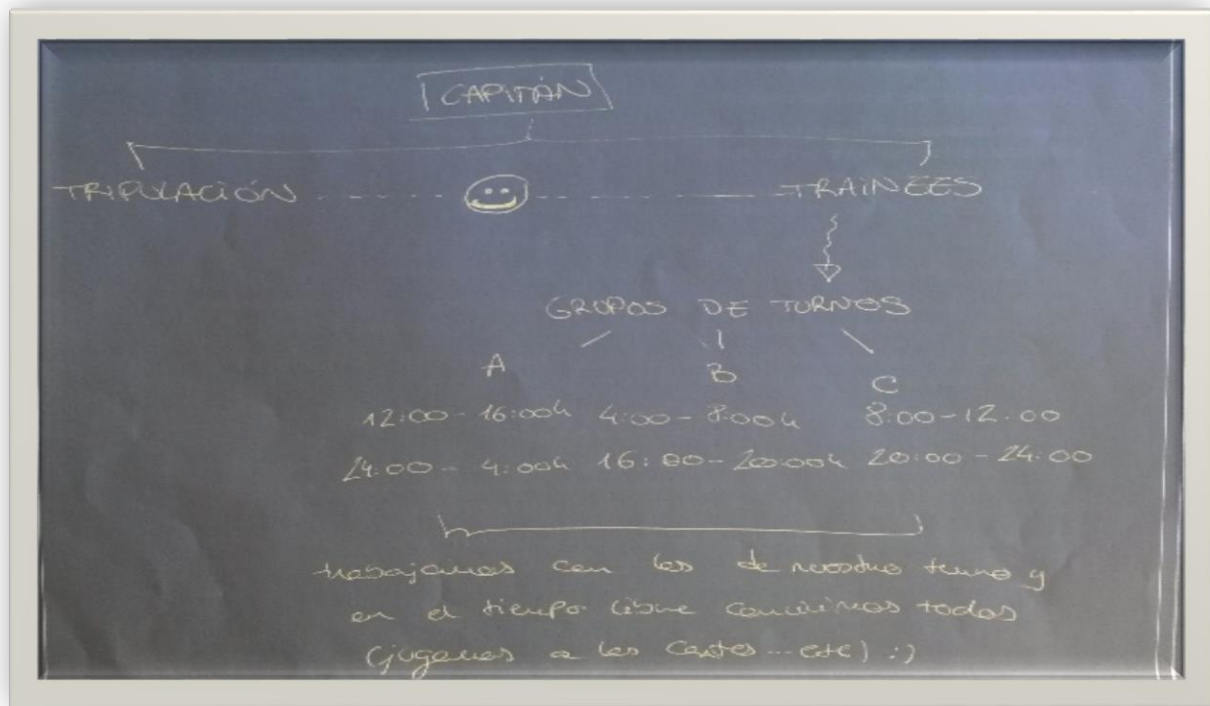 CAPITÁN
TRIPULACIÓN TRAINEES
GRUPOS DE TURNOS
A B C
12:00 - 16:00h 4:00 - 8:00h 8:00 - 12.00
24:00 - 4:00h 16:00 - 20:00h 20:00 - 24:00
trabajamos con los de nuestro turno y
en el tiempo libre convivimos todos
(jugamos a las cartas... etc) :)